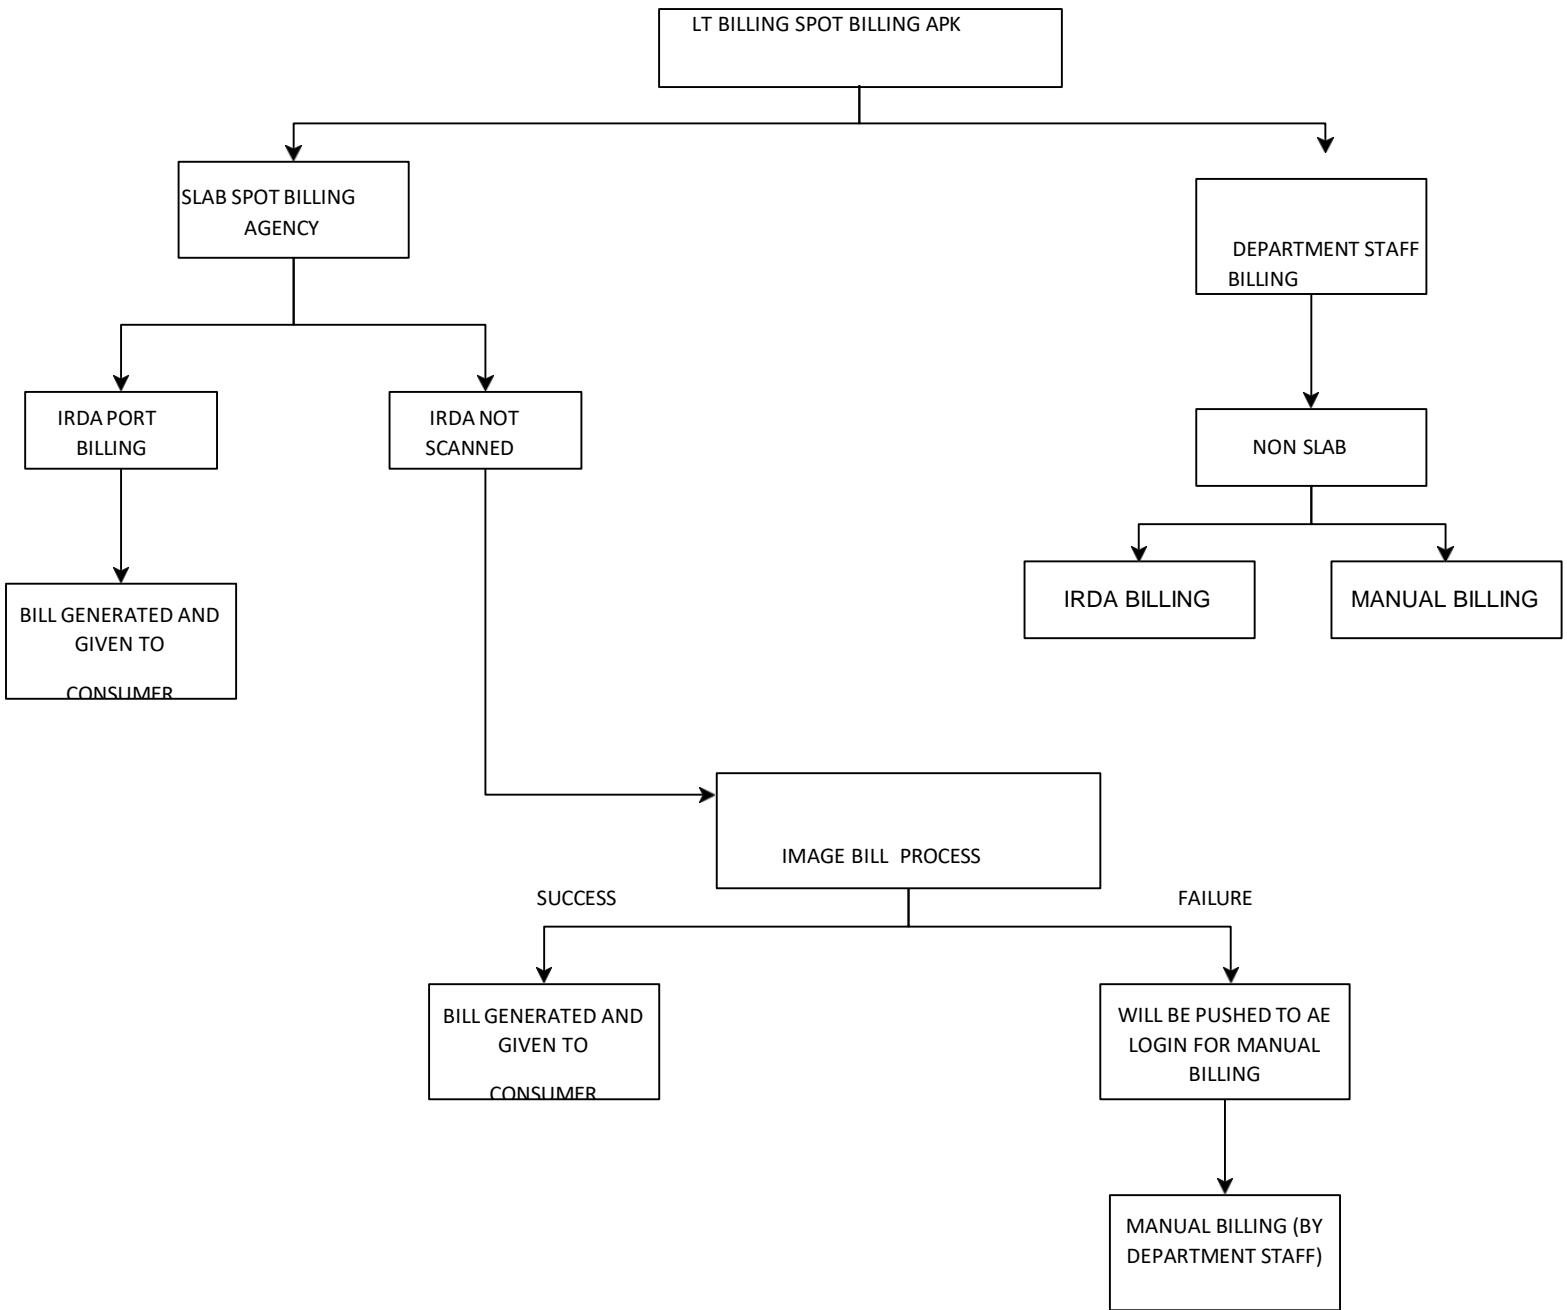 LT BILLING SPOT BILLING APK
SLAB SPOT BILLING
AGENCY
DEPARTMENT STAFF
BILLING
IRDA PORT
BILLING
IRDA NOT
SCANNED
NON SLAB
IRDA BILLING
MANUAL BILLING
BILL GENERATED AND
GIVEN TO
CONSUMER
IMAGE BILL PROCESS
SUCCESS
FAILURE
BILL GENERATED AND
GIVEN TO
CONSUMER
WILL BE PUSHED TO AE
LOGIN FOR MANUAL
BILLING
MANUAL BILLING (BY
DEPARTMENT STAFF)